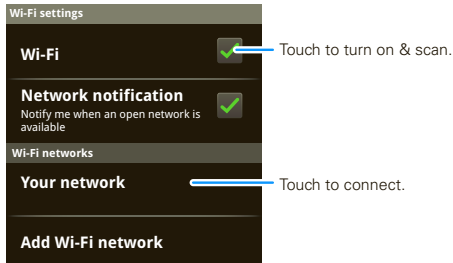 Wi-Fi settings
Wi-Fi
Touch to turn on & scan.
Network notification
Notify me when an open network is
available
Wi-Fi networks
Your network
Touch to connect.
Add Wi-Fi network